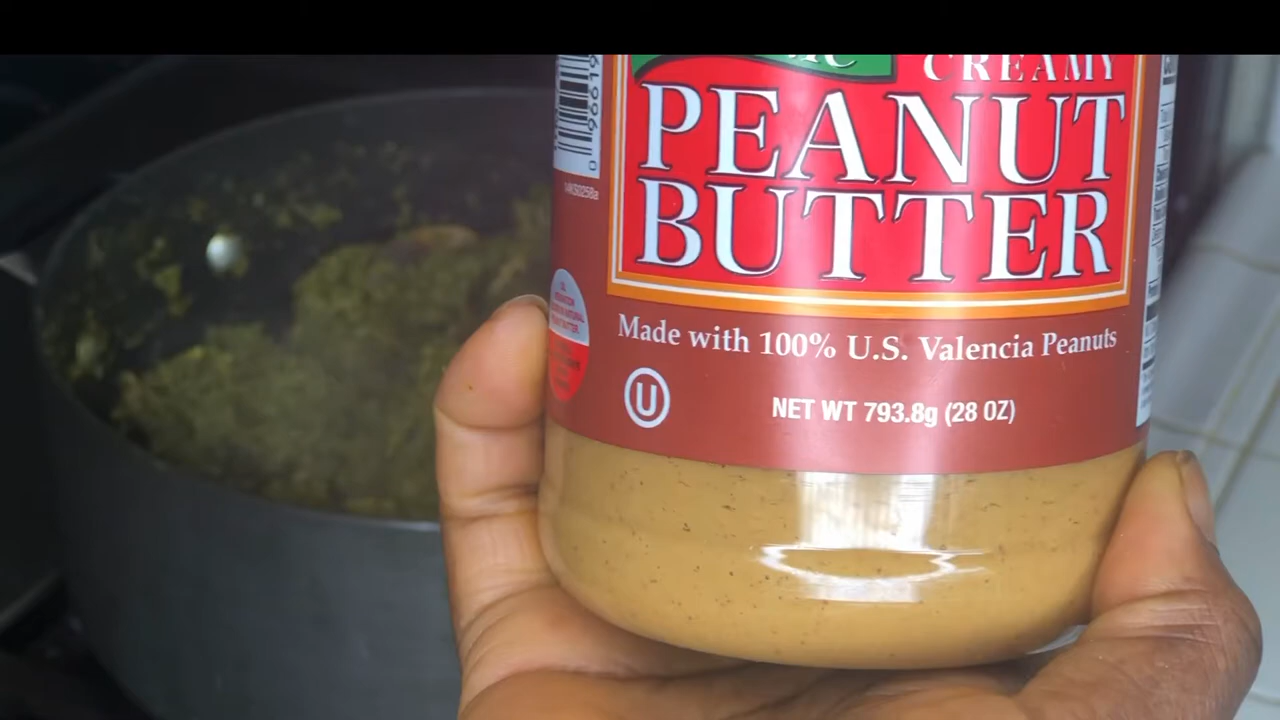 CREAMY
PEANUT
BUTTER
Made with 100% U.S. Valencia Peanuts
U
NET WT 793.8g (28 OZ)